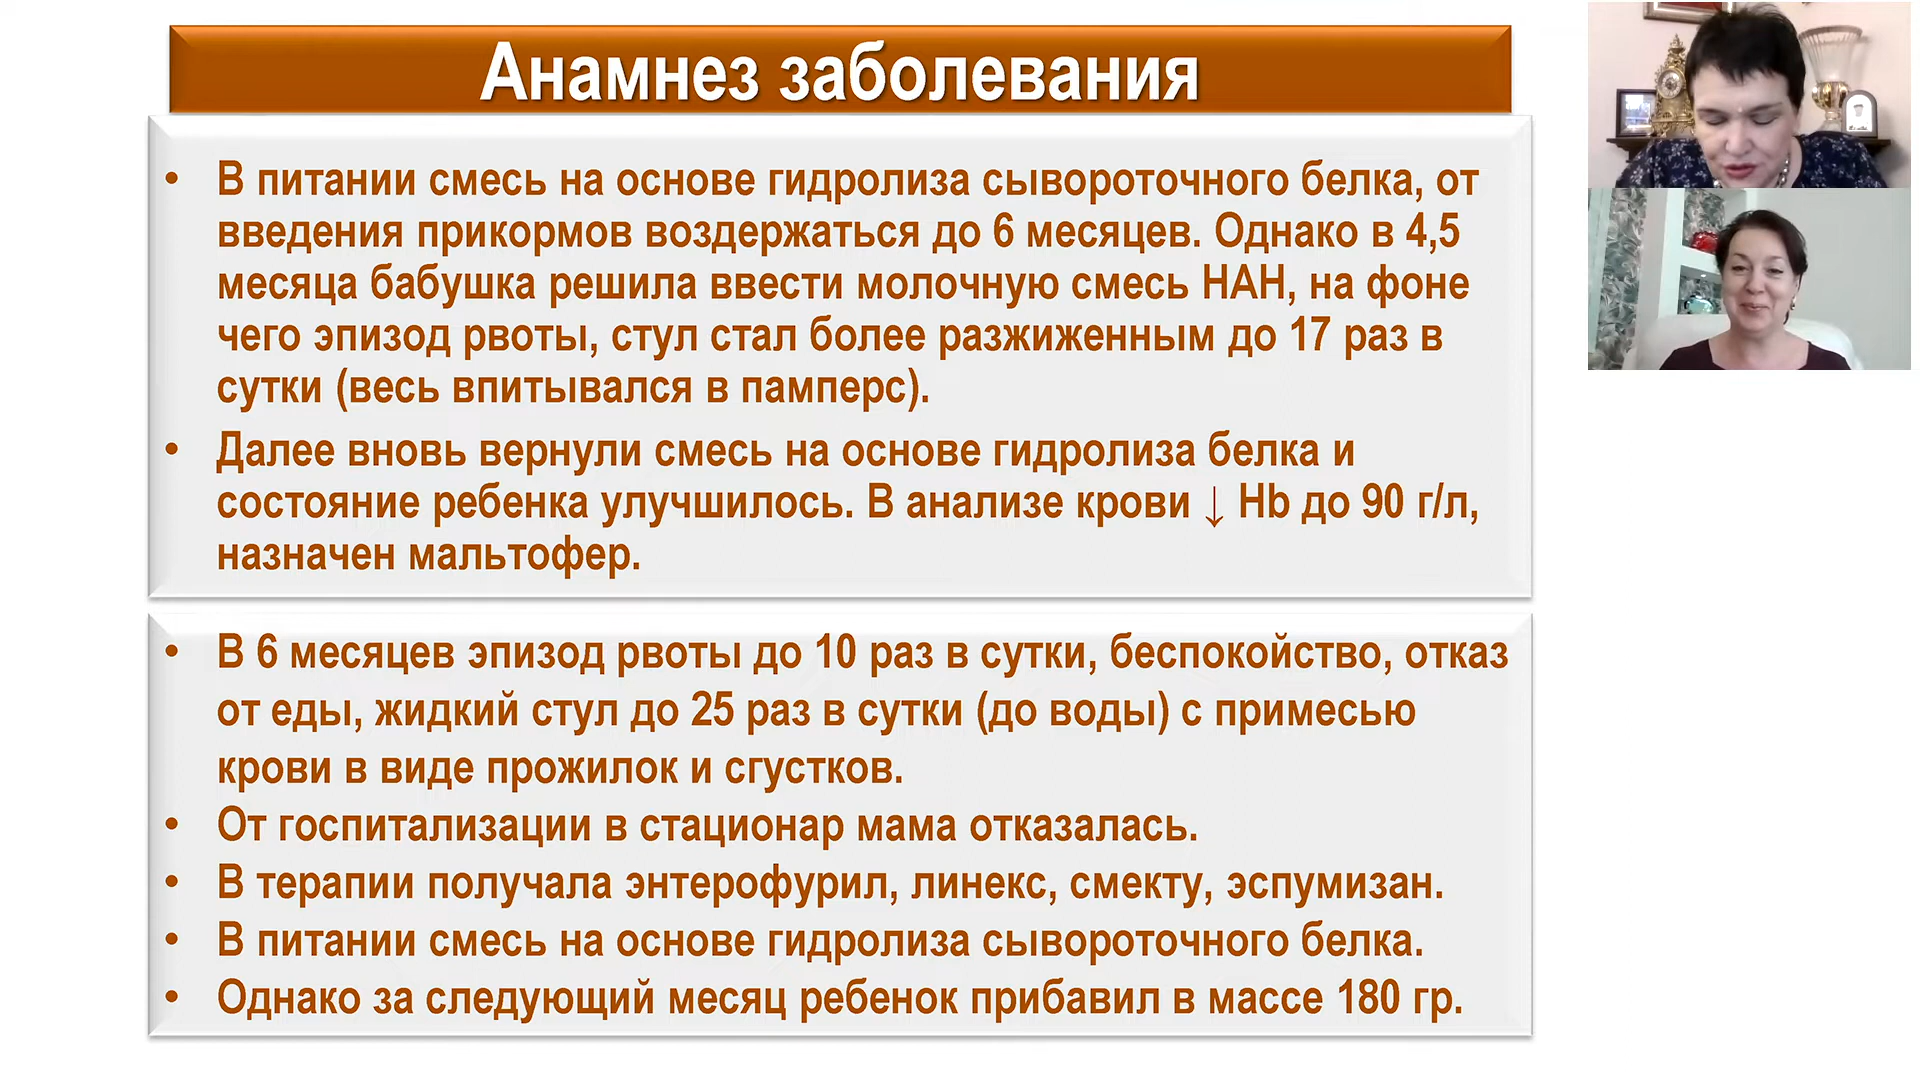 Анамнез заболевания
• В питании смесь на основе гидролиза сывороточного белка, от
введения прикормов воздержаться до 6 месяцев. Однако в 4,5
месяца бабушка решила ввести молочную смесь НАН, на фоне
чего эпизод рвоты, стул стал более разжиженным до 17 раз в
сутки (весь впитывался в памперс).
• Далее вновь вернули смесь на основе гидролиза белка и
состояние ребенка улучшилось. В анализе крови ↓ Hb до 90 г/л,
назначен мальтофер.
• В 6 месяцев эпизод рвоты до 10 раз в сутки, беспокойство, отказ
от еды, жидкий стул до 25 раз в сутки (до воды) с примесью
крови в виде прожилок и сгустков.
• От госпитализации в стационар мама отказалась.
• В терапии получала энтерофурил, линекс, смекту, эспумизан.
• В питании смесь на основе гидролиза сывороточного белка.
• Однако за следующий месяц ребенок прибавил в массе 180 гр.